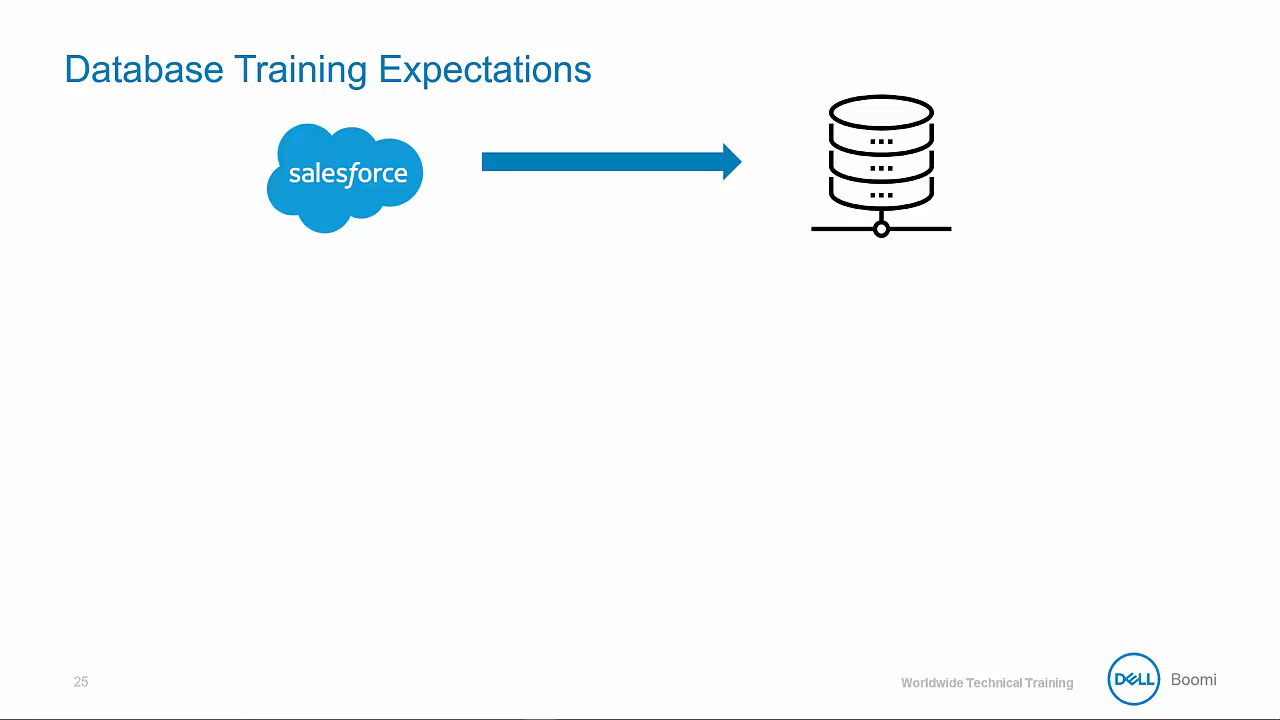 Database Training Expectations
salesforce
25
Worldwide Technical Training
DELL
Boomi